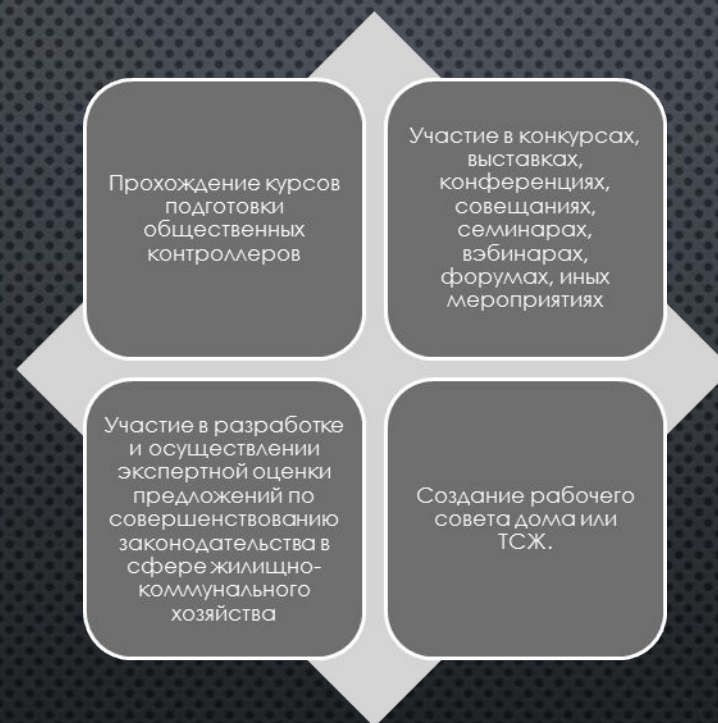 Прохождение курсов
подготовки
общественных
контроллеров
Участие в конкурсах,
выставках,
конференциях,
совещаниях,
семинарах,
вэбинарах,
форумах, иных
мероприятиях
Участие в разработке
и осуществлении
экспертной оценки
предложений по
совершенствованию
законодательства в
сфере жилищно-
коммунального
хозяйства
Создание рабочего
совета дома или
ТСЖ.